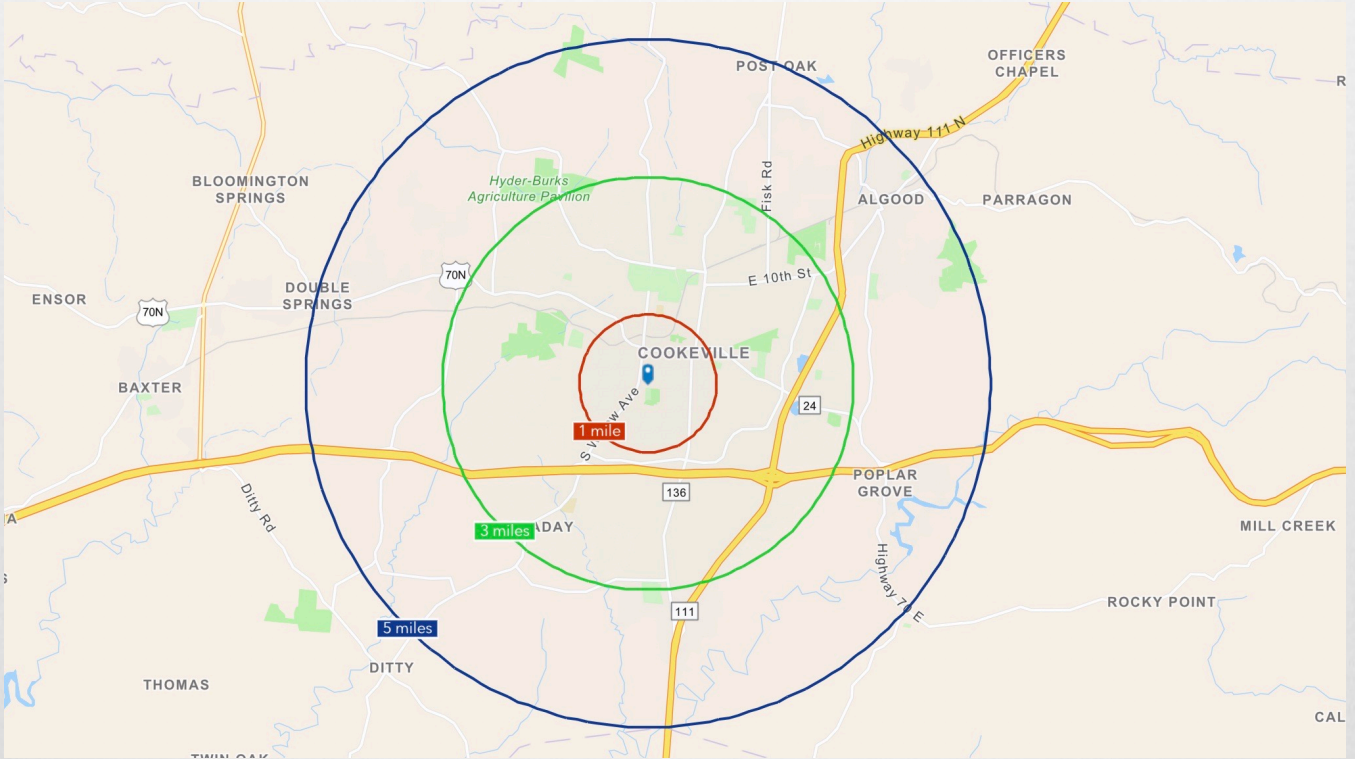 OFFICERS
CHAPEL
POST OAK
R
Highway 111 N
Hyder-Burks
Agriculture Pavilion
Fisk Rd
BLOOMINGTON
SPRINGS
ALGOOD
PARRAGON
70N
E 10th St
DOUBLE
SPRINGS
ENSOR
70N
COOKEVILLE
BAXTER
24
1 mile
POPLAR
GROVE
136
Ditty Rd
3 miles
ADAY
MILL CREEK
Highway 70 E
ROCKY POINT
111
5 miles
DITTY
THOMAS
CAL